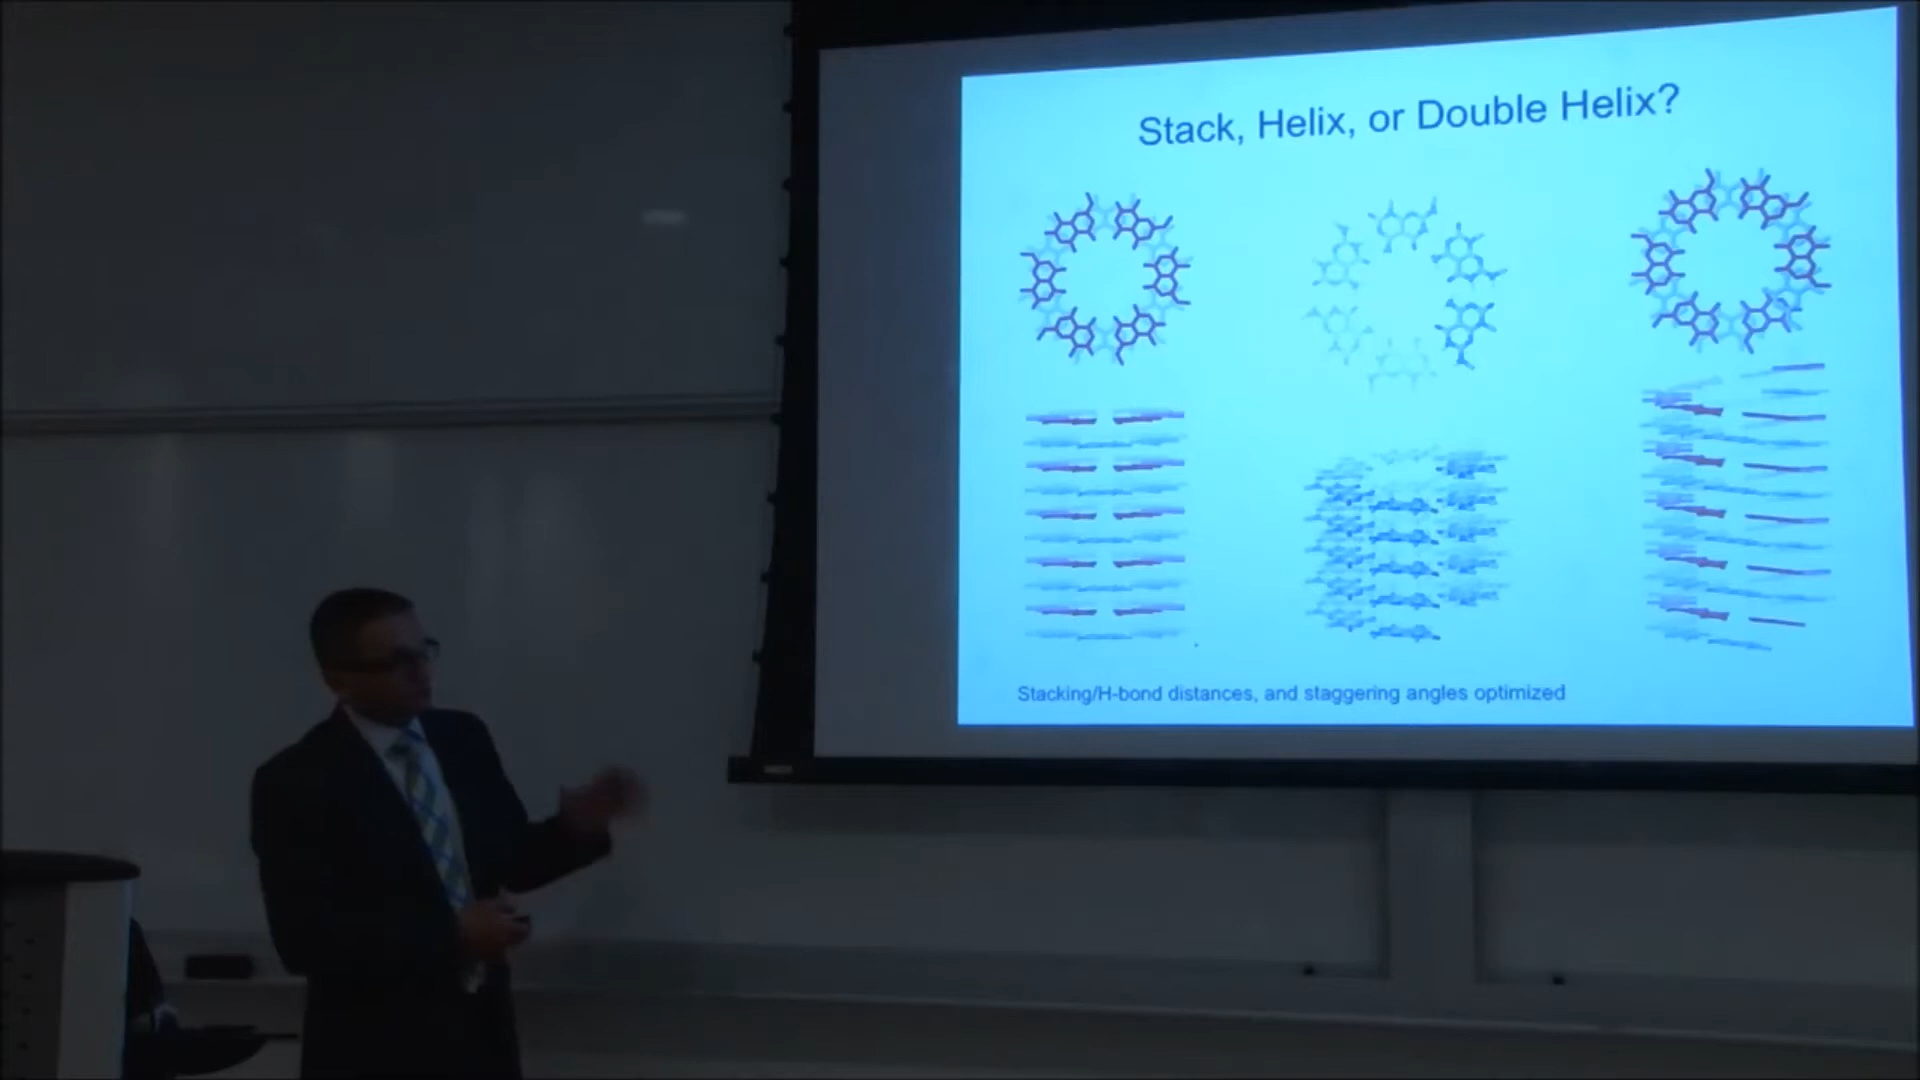 Stack, Helix, or Double Helix?
Stacking/H-bond distances, and staggering angles optimized